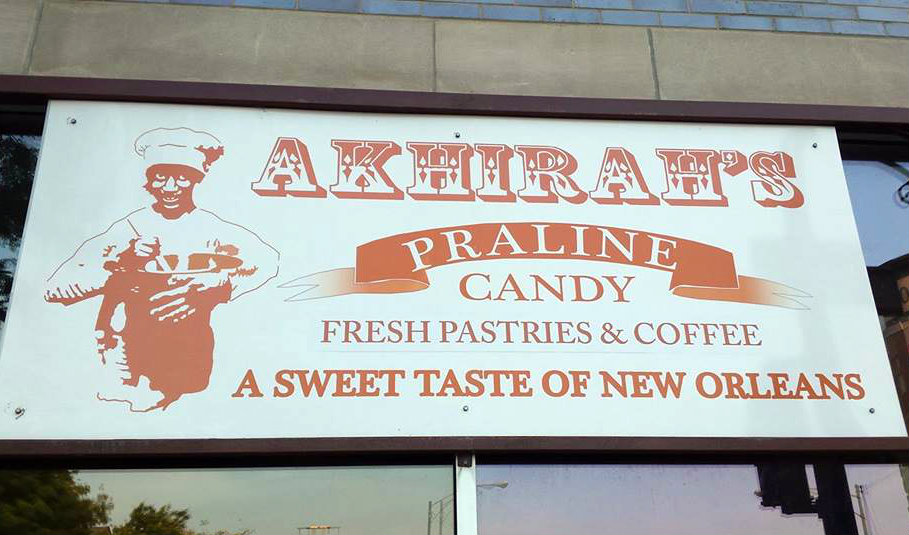 AKHIRAH'S
PRALINE
CANDY
FRESH PASTRIES & COFFEE
A SWEET TASTE OF NEW ORLEANS